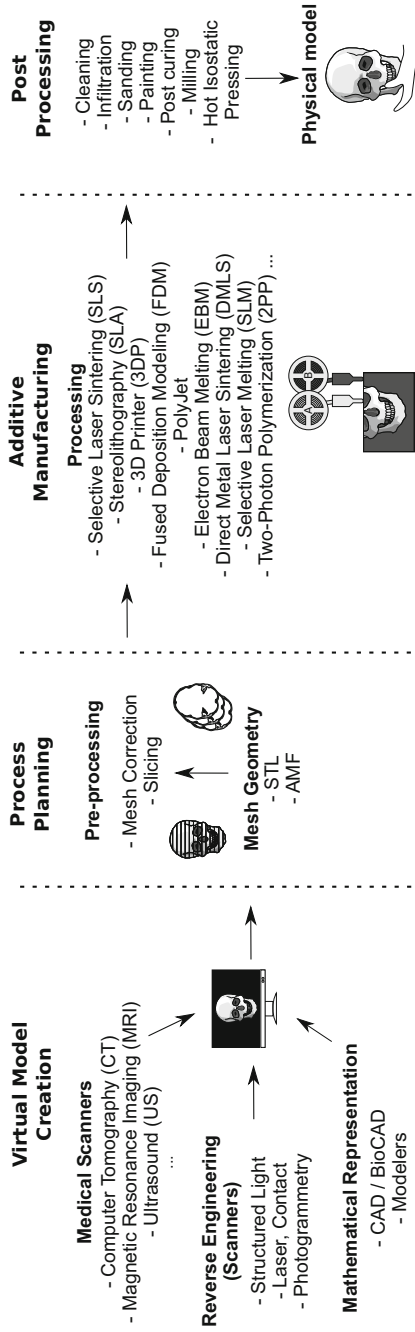 Virtual Model
Creation
Medical Scanners
- Computer Tomography (CT)
- Magnetic Resonance Imaging (MRI)
- Ultrasound (US)
...
Reverse Engineering
(Scanners)
- Structured Light
- Laser, Contact
- Photogrammetry
Mathematical Representation
- CAD / BioCAD
- Modelers
Process
Planning
Pre-processing
- Mesh Correction
- Slicing
Mesh Geometry
- STL
- AMF
Additive
Manufacturing
Processing
- Selective Laser Sintering (SLS)
- Stereolithography (SLA)
- 3D Printer (3DP)
- Fused Deposition Modeling (FDM)
- PolyJet
- Electron Beam Melting (EBM)
- Direct Metal Laser Sintering (DMLS)
- Selective Laser Melting (SLM)
- Two-Photon Polymerization (2PP) ...
A
B
Post
Processing
- Cleaning
- Infiltration
- Sanding
- Painting
- Post curing
- Milling
- Hot Isostatic
Pressing
Physical model